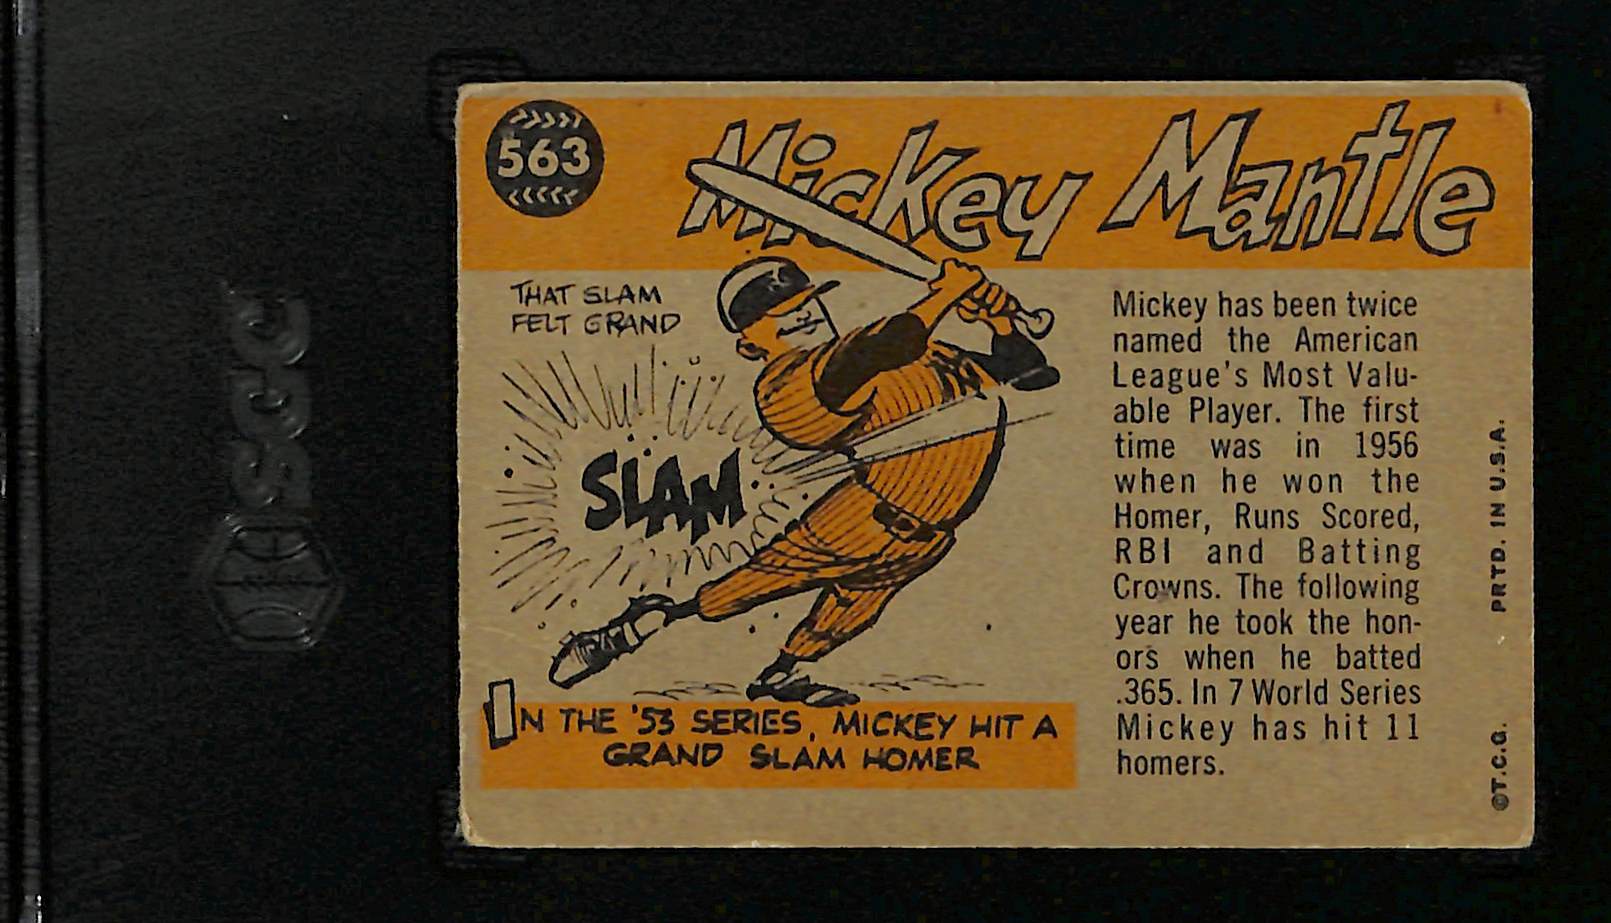 563
Mickey Mantle
THAT SLAM
FELT GRAND
SLAM
IN THE '53 SERIES, MICKEY HIT A
GRAND SLAM HOMER
Mickey has been twice
named the American
League's Most Valu-
able Player. The first
time was in 1956
when he won the
Homer, Runs Scored,
RBI and Batting
Crowns. The following
year he took the hon-
ors when he batted
.365. In 7 World Series
Mickey has hit 11
homers.
©T.C.G. PRTD. IN U.S.A.
SGC